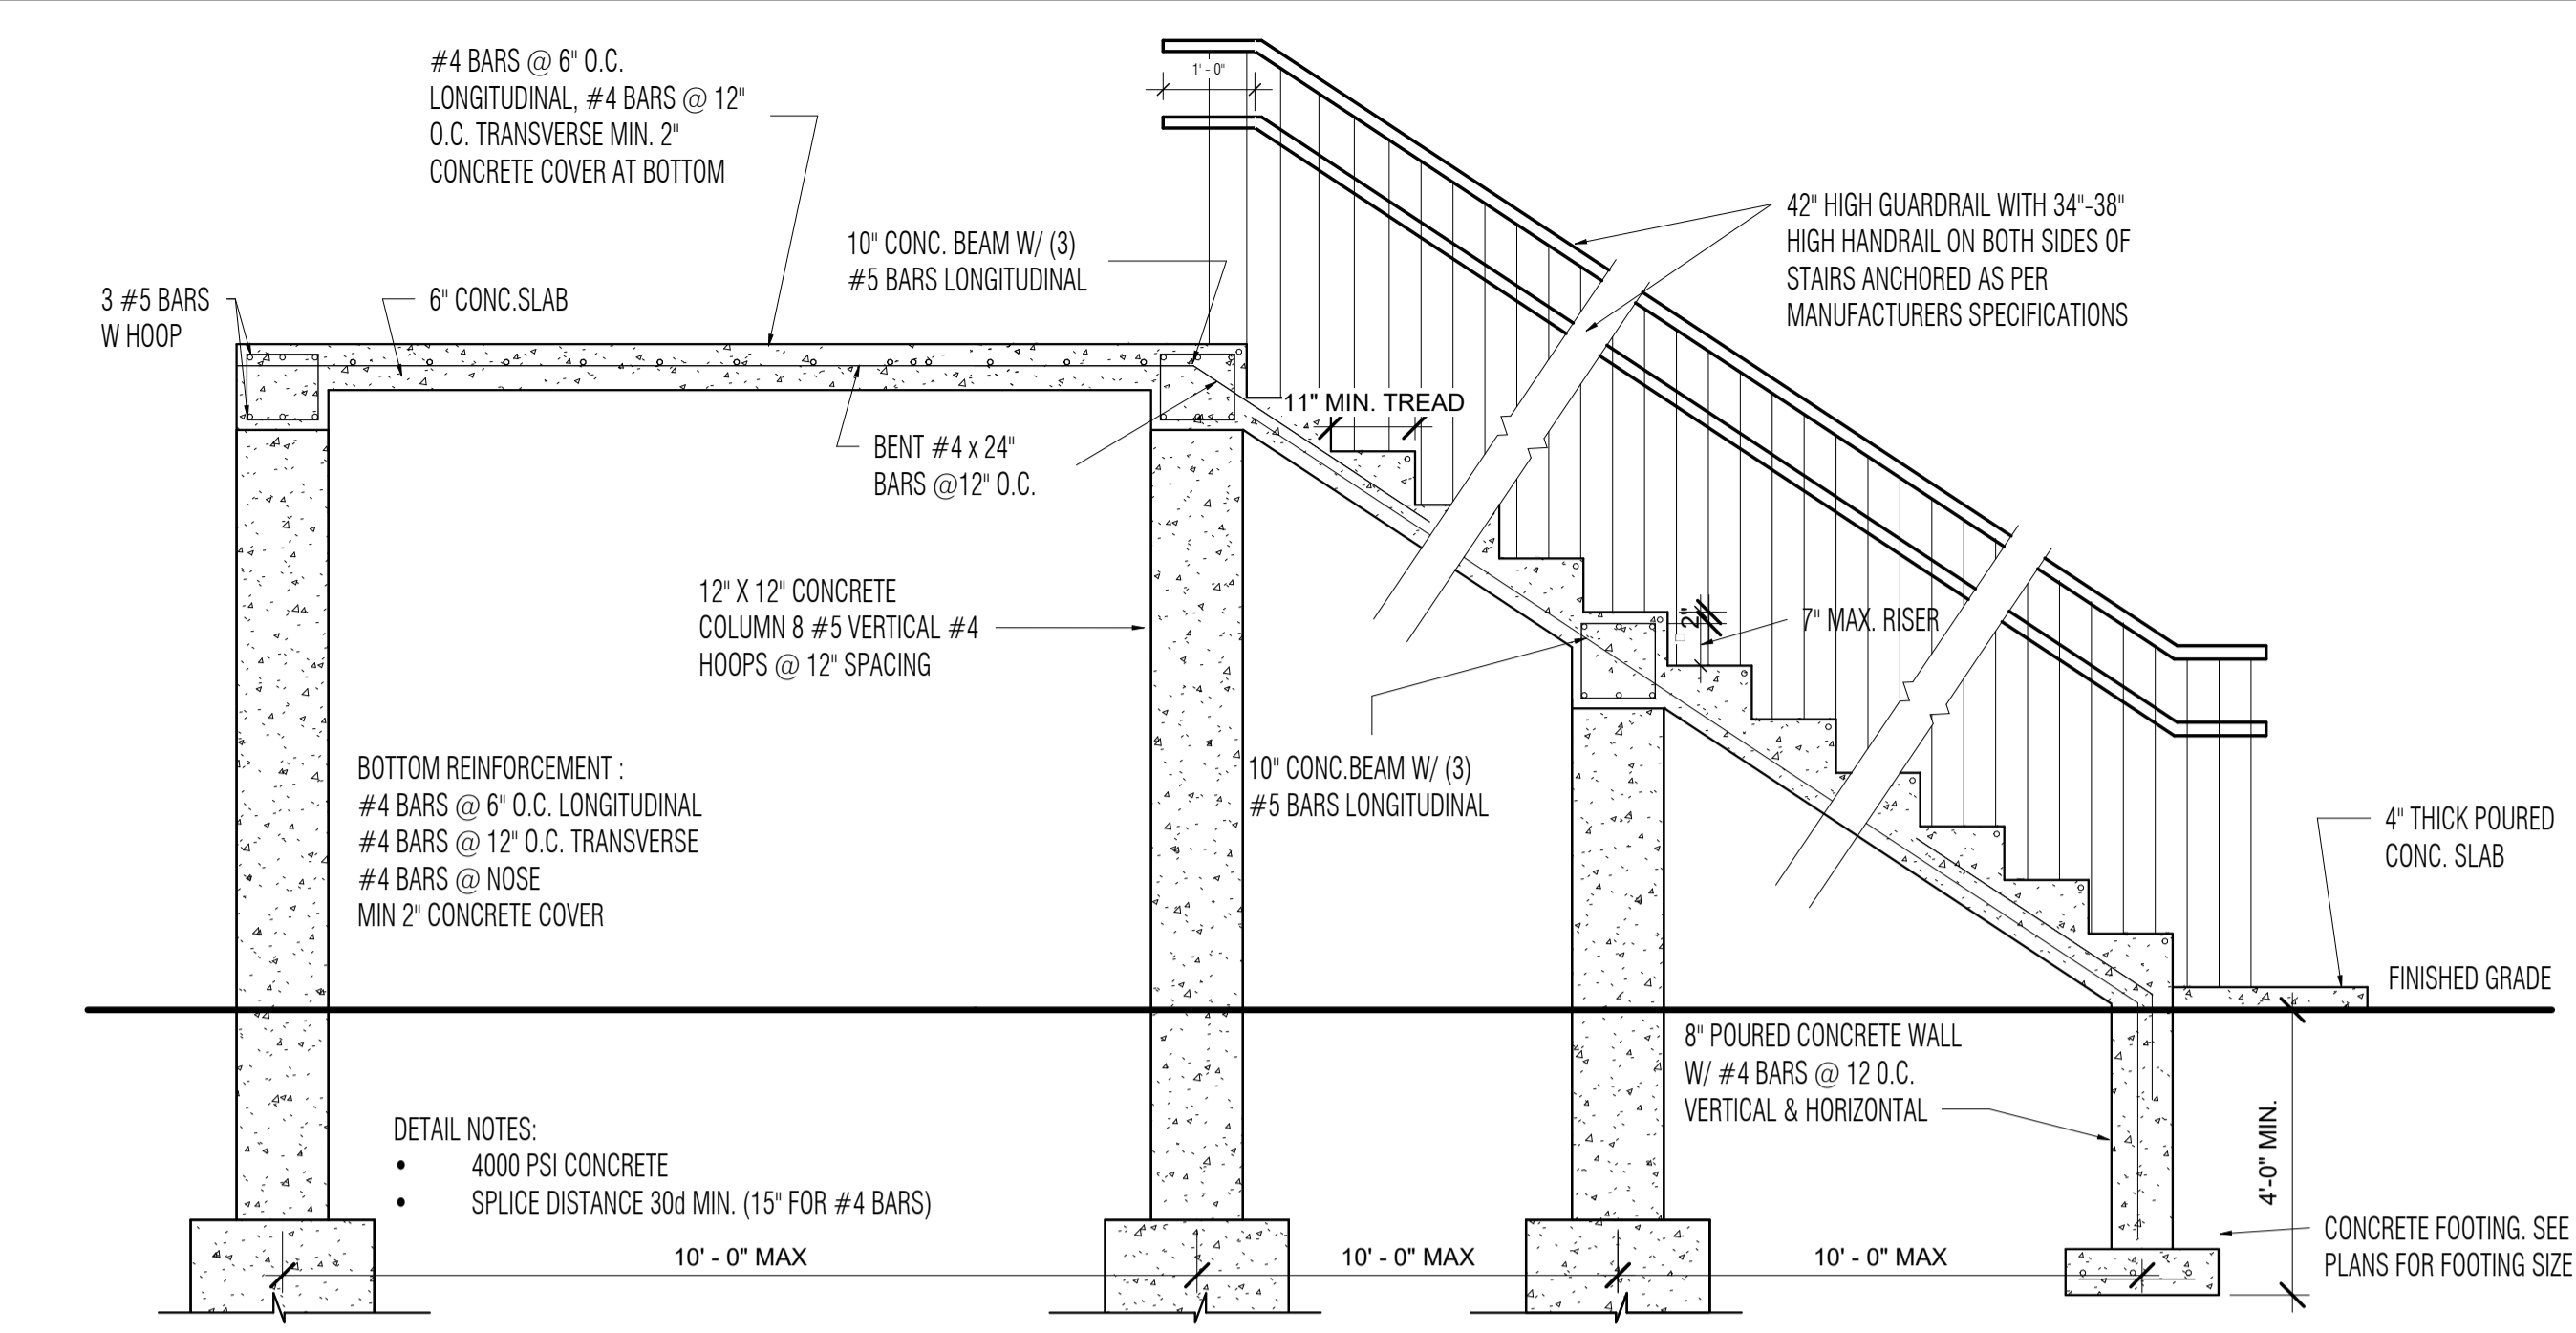 #4 BARS @ 6" O.C.
LONGITUDINAL, #4 BARS @ 12"
O.C. TRANSVERSE MIN. 2"
CONCRETE COVER AT BOTTOM
1' - 0"
42" HIGH GUARDRAIL WITH 34"-38"
HIGH HANDRAIL ON BOTH SIDES OF
STAIRS ANCHORED AS PER
MANUFACTURERS SPECIFICATIONS
10" CONC. BEAM W/ (3)
#5 BARS LONGITUDINAL
3 #5 BARS
W HOOP
6" CONC.SLAB
11" MIN. TREAD
BENT #4 x 24"
BARS @12" O.C.
12" X 12" CONCRETE
COLUMN 8 #5 VERTICAL #4
HOOPS @ 12" SPACING
2"
7" MAX. RISER
BOTTOM REINFORCEMENT :
#4 BARS @ 6" O.C. LONGITUDINAL
#4 BARS @ 12" O.C. TRANSVERSE
#4 BARS @ NOSE
MIN 2" CONCRETE COVER
10" CONC.BEAM W/ (3)
#5 BARS LONGITUDINAL
4" THICK POURED
CONC. SLAB
FINISHED GRADE
8" POURED CONCRETE WALL
W/ #4 BARS @ 12 O.C.
VERTICAL & HORIZONTAL
DETAIL NOTES:
• 4000 PSI CONCRETE
• SPLICE DISTANCE 30d MIN. (15" FOR #4 BARS)
4'-0" MIN.
CONCRETE FOOTING. SEE
PLANS FOR FOOTING SIZE
10' - 0" MAX
10' - 0" MAX
10' - 0" MAX